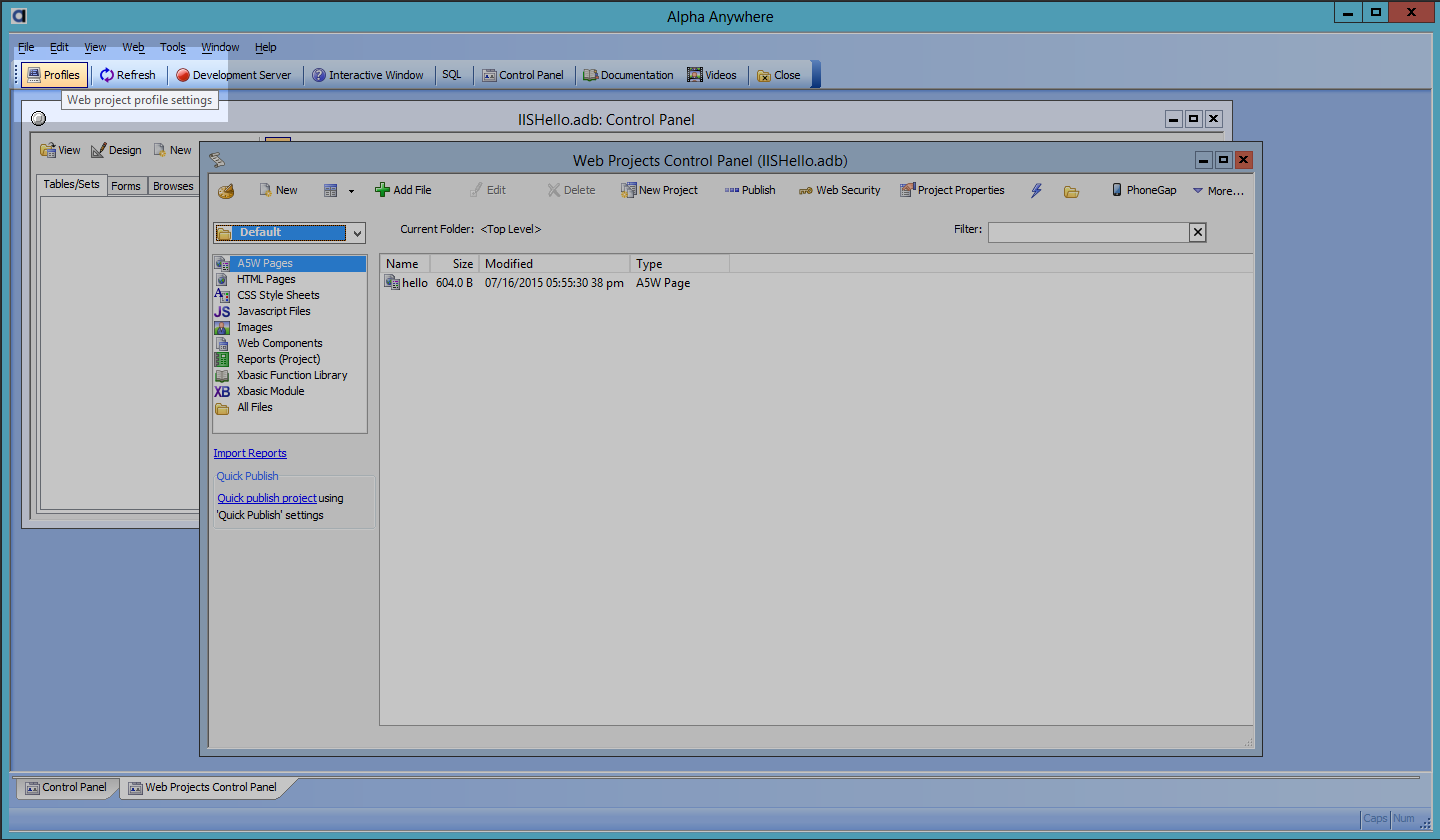 Alpha Anywhere
File Edit View Web Tools Window Help
Profiles Refresh Development Server Interactive Window SQL Control Panel Documentation Videos Close
Web project profile settings
IISHello.adb: Control Panel
View Design New
Tables/Sets Forms Browses
Web Projects Control Panel (IISHello.adb)
New Add File Edit Delete New Project Publish Web Security Project Properties PhoneGap More...
Default Current Folder: <Top Level> Filter:
A5W Pages
HTML Pages
CSS Style Sheets
JS Javascript Files
Images
Web Components
Reports (Project)
Xbasic Function Library
XB Xbasic Module
All Files
Name Size Modified Type
hello 604.0 B 07/16/2015 05:55:30 38 pm A5W Page
Import Reports
Quick Publish
Quick publish project using
'Quick Publish' settings
Control Panel Web Projects Control Panel
Caps Num